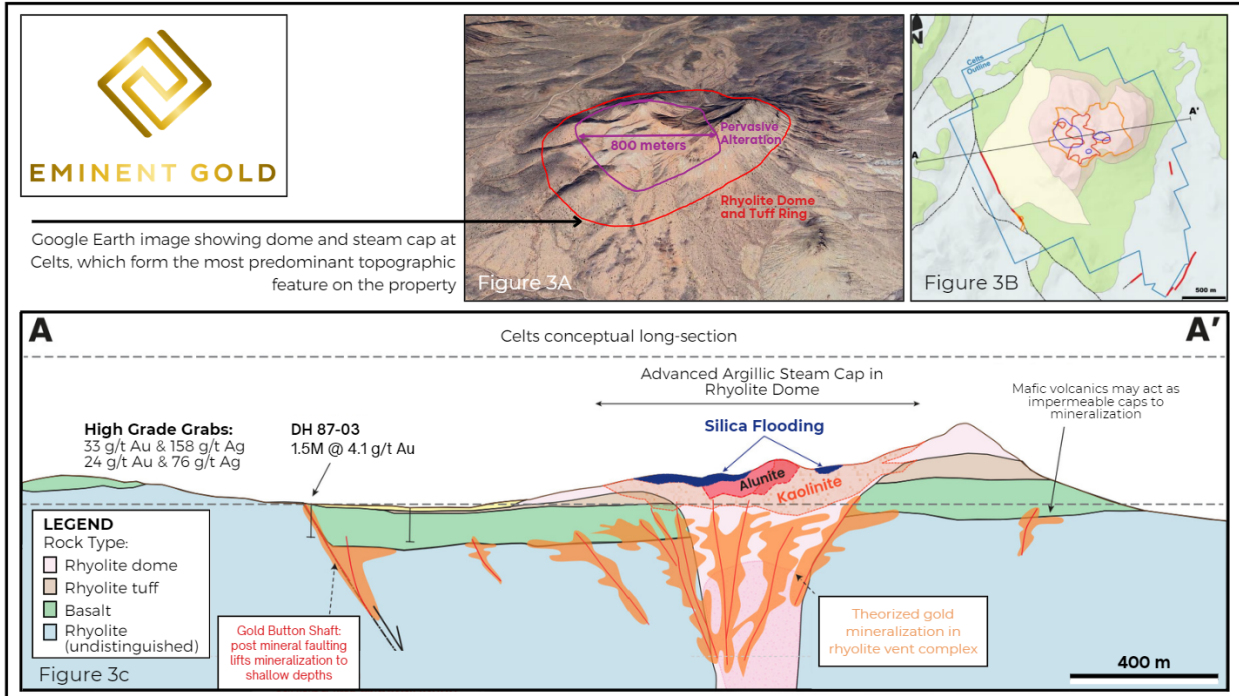 EMINENT GOLD
Google Earth image showing dome and steam cap at
Celts, which form the most predominant topographic
feature on the property
800 meters
Pervasive
Alteration
Rhyolite Dome
and Tuff Ring
Figure 3A
N
Celts
Outline
A
A'
Figure 3B
500 m
A
A'
Celts conceptual long-section
Advanced Argillic Steam Cap in
Rhyolite Dome
Mafic volcanics may act as
impermeable caps to
mineralization
High Grade Grabs:
33 g/t Au & 158 g/t Ag
24 g/t Au & 76 g/t Ag
DH 87-03
1.5M @ 4.1 g/t Au
Silica Flooding
Alunite
Kaolinite
LEGEND
Rock Type:
Rhyolite dome
Rhyolite tuff
Basalt
Rhyolite
(undistinguished)
Gold Button Shaft:
post mineral faulting
lifts mineralization to
shallow depths
Theorized gold
mineralization in
rhyolite vent complex
400 m
Figure 3c